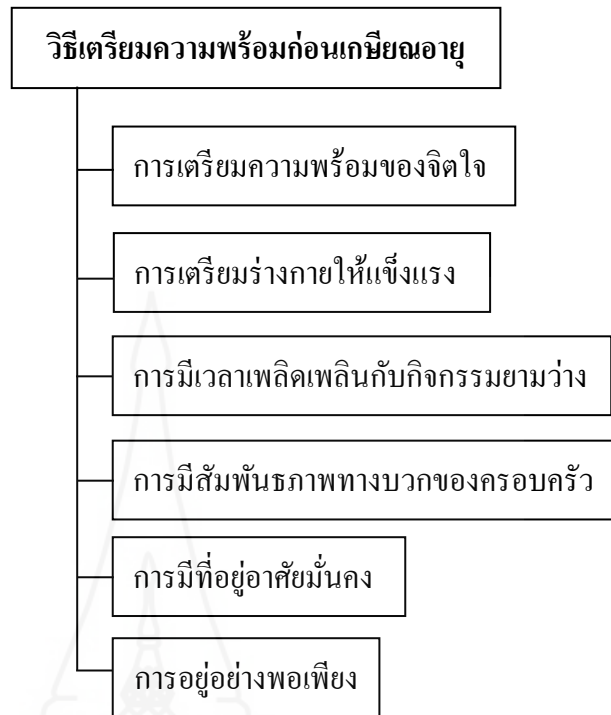 วิธีเตรียมความพร้อมก่อนเกษียณอายุ
การเตรียมความพร้อมของจิตใจ
การเตรียมร่างกายให้แข็งแรง
การมีเวลาเพลิดเพลินกับกิจกรรมยามว่าง
การมีสัมพันธภาพทางบวกของครอบครัว
การมีที่อยู่อาศัยมั่นคง
การอยู่อย่างพอเพียง